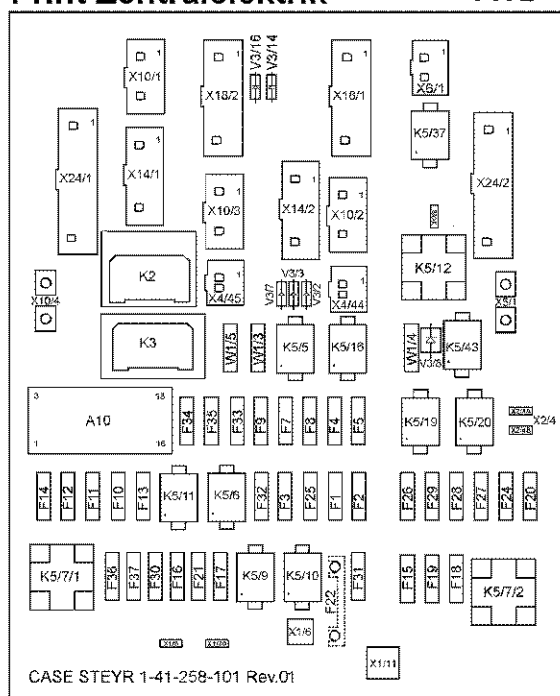 X10/1
X18/2
V3/16
V3/14
X16/1
X6/1
K5/37
X24/1
X14/1
X10/3
X14/2
X10/2
X24/2
K2
X4/45
V3/7
V3/3
V3/2
X4/44
K5/12
X10/4
X5/1
K3
W1/5
W1/3
K5/5
K5/16
W1/4
V3/8
K5/43
3
18
A10
1
16
F34
F35
F33
F9
F7
F8
F4
F5
K5/19
K5/20
X2/4
F14
F12
F11
F10
F13
K5/11
K5/6
F32
F3
F25
F1
F2
F26
F29
F28
F27
F24
F20
K5/7/1
F36
F37
F30
F16
F21
F17
K5/9
K5/10
F22
F31
F15
F19
F18
K5/7/2
X1/6
X1/11
CASE STEYR 1-41-258-101 Rev.01